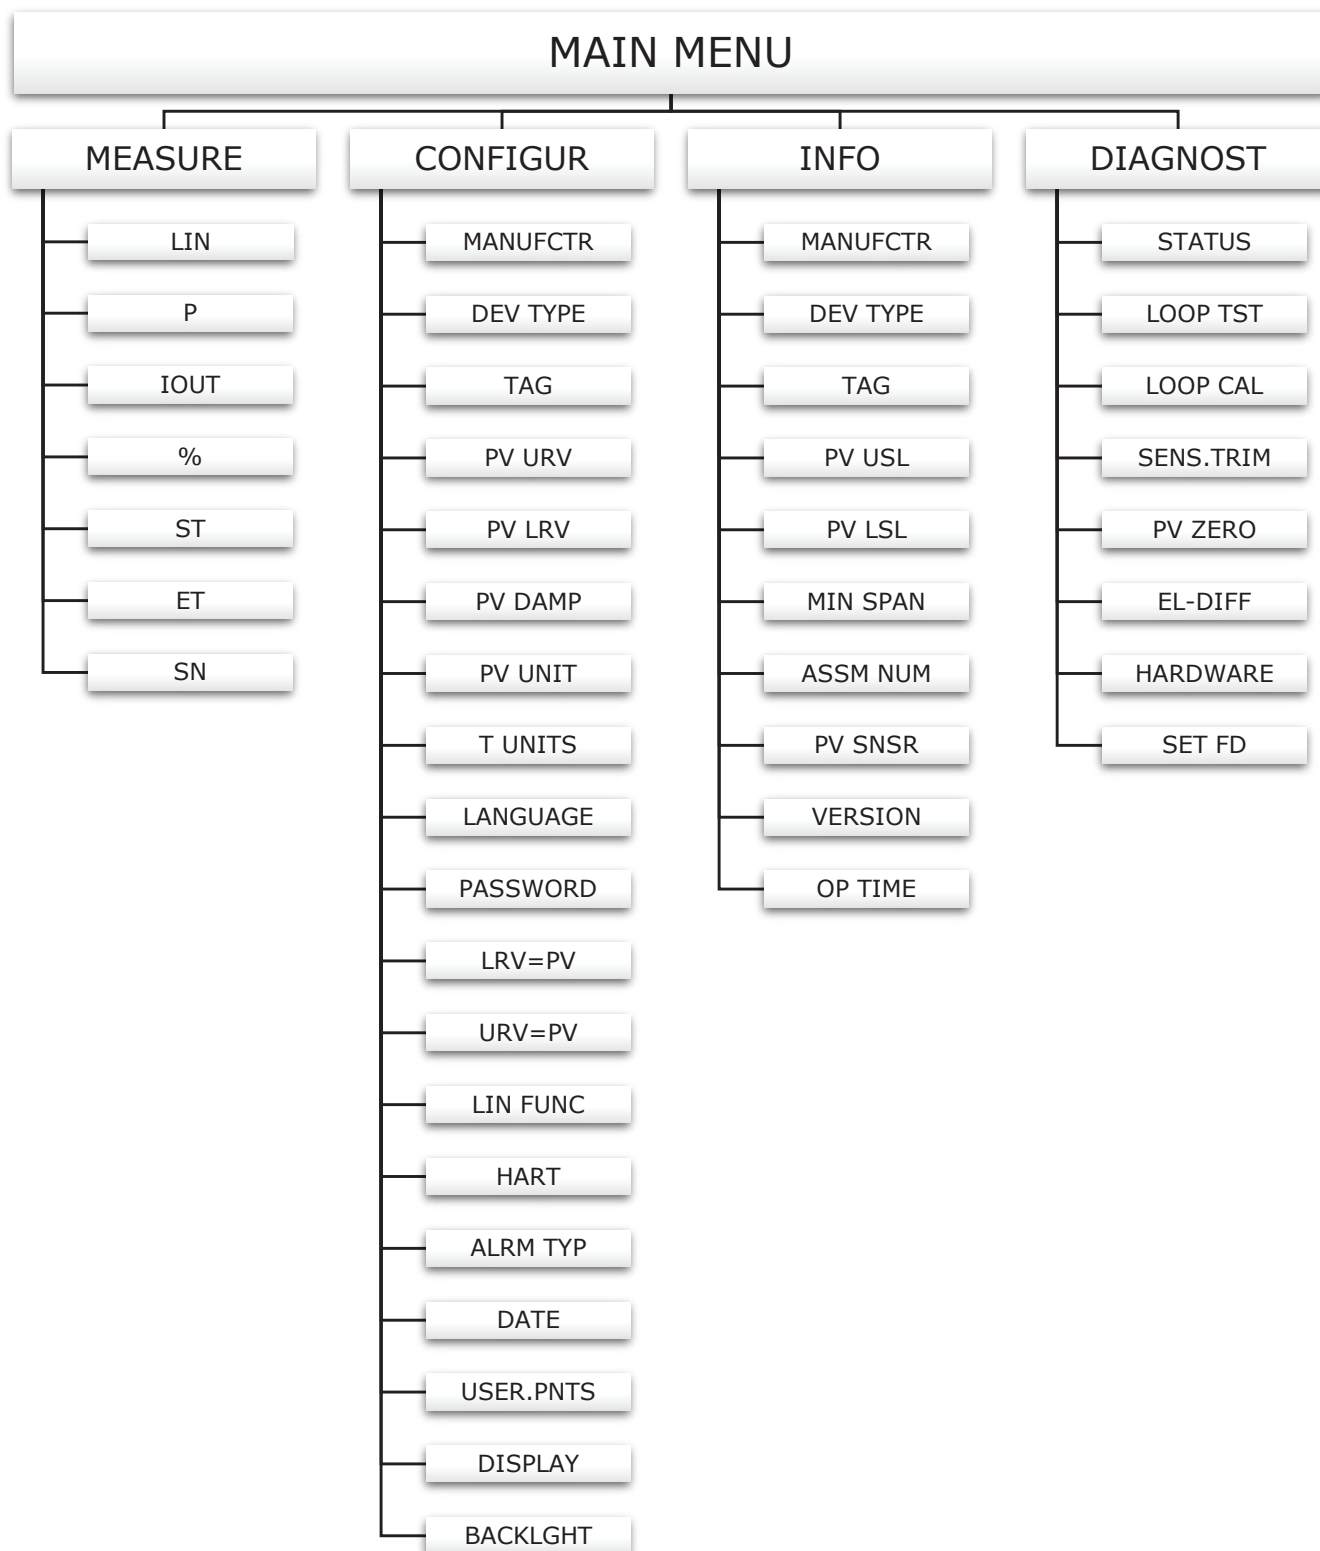 MAIN MENU
MEASURE
LIN
P
IOUT
%
ST
ET
SN
CONFIGUR
MANUFCTR
DEV TYPE
TAG
PV URV
PV LRV
PV DAMP
PV UNIT
T UNITS
LANGUAGE
PASSWORD
LRV=PV
URV=PV
LIN FUNC
HART
ALRM TYP
DATE
USER.PNTS
DISPLAY
BACKLGHT
INFO
MANUFCTR
DEV TYPE
TAG
PV USL
PV LSL
MIN SPAN
ASSM NUM
PV SNSR
VERSION
OP TIME
DIAGNOST
STATUS
LOOP TST
LOOP CAL
SENS.TRIM
PV ZERO
EL-DIFF
HARDWARE
SET FD